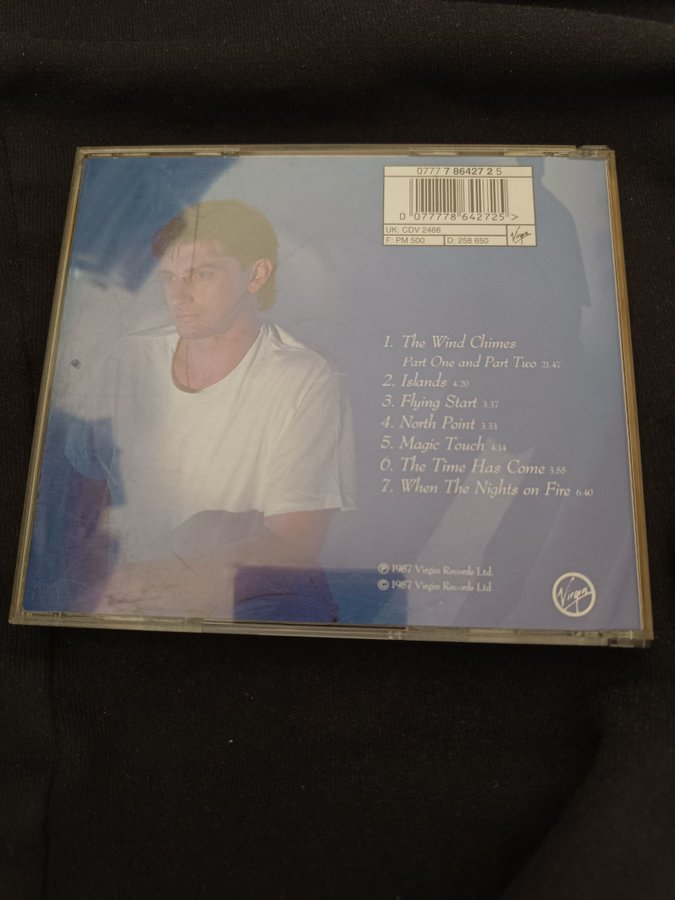 0777 7 86427 2 5
0 077778 642725 >
UK: CDV 2466
F: PM 500 D: 258 650 Virgin
1. The Wind Chimes
Part One and Part Two 21.47
2. Islands 4.20
3. Flying Start 3.37
4. North Point 3.33
5. Magic Touch 4.14
6. The Time Has Come 3.55
7. When The Nights on Fire 6.40
℗ 1987 Virgin Records Ltd.
© 1987 Virgin Records Ltd
Virgin